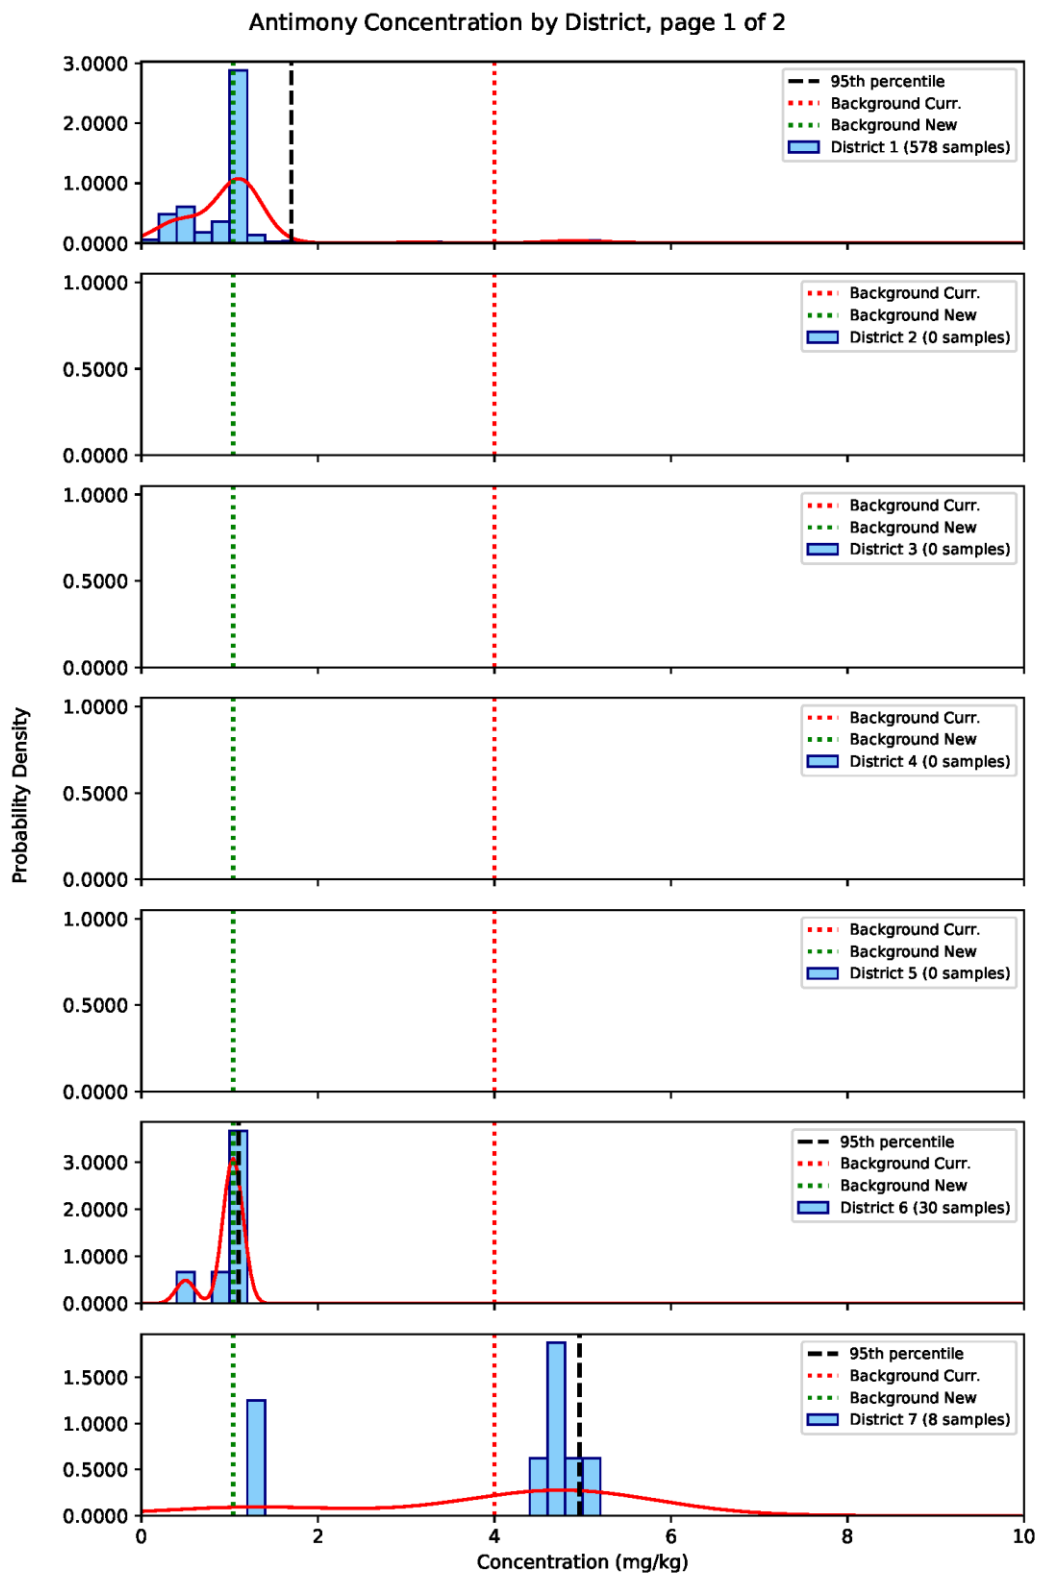 Antimony Concentration by District, page 1 of 2
3.0000
2.0000
1.0000
0.0000
95th percentile
Background Curr.
Background New
District 1 (578 samples)
1.0000
0.5000
0.0000
Background Curr.
Background New
District 2 (0 samples)
1.0000
0.5000
0.0000
Background Curr.
Background New
District 3 (0 samples)
Probability Density
1.0000
0.5000
0.0000
Background Curr.
Background New
District 4 (0 samples)
1.0000
0.5000
0.0000
Background Curr.
Background New
District 5 (0 samples)
3.0000
2.0000
1.0000
0.0000
95th percentile
Background Curr.
Background New
District 6 (30 samples)
1.5000
1.0000
0.5000
0.0000
95th percentile
Background Curr.
Background New
District 7 (8 samples)
0 2 4 6 8 10
Concentration (mg/kg)